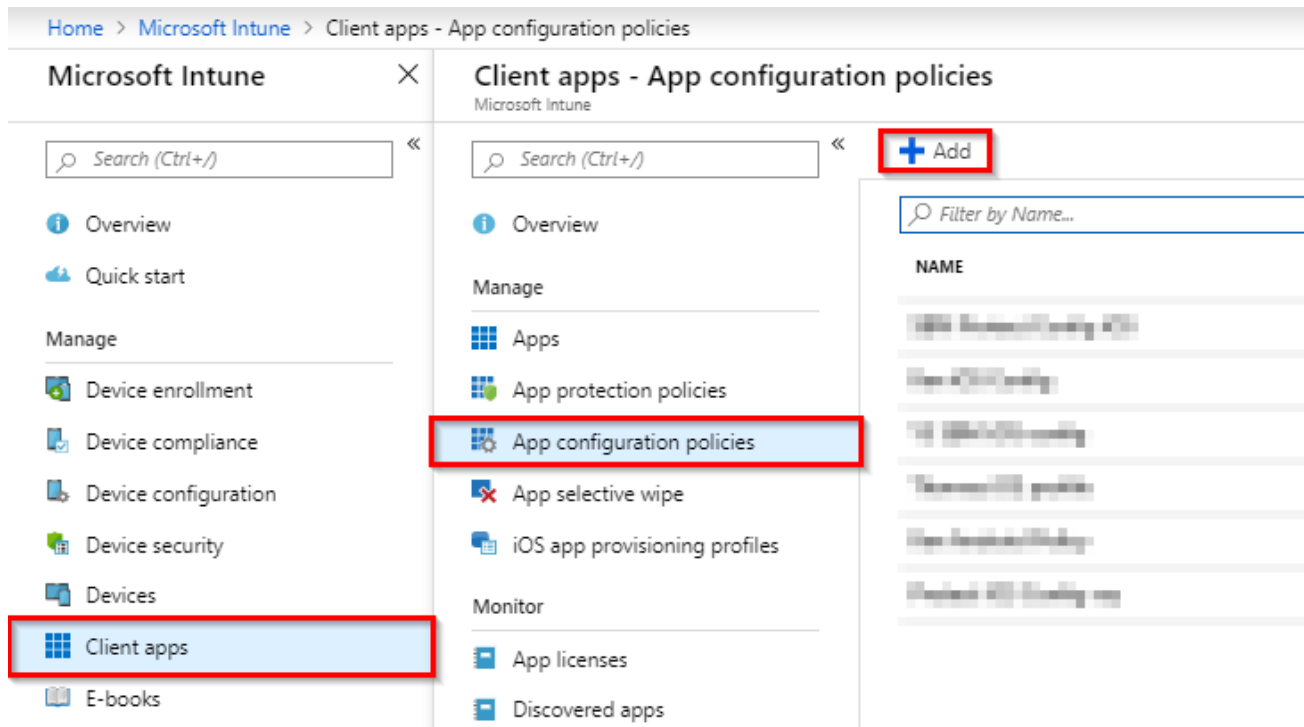 Home > Microsoft Intune > Client apps - App configuration policies
Microsoft Intune
Search (Ctrl+/)
Overview
Quick start
Manage
Device enrollment
Device compliance
Device configuration
Device security
Devices
Client apps
E-books
Client apps - App configuration policies
Microsoft Intune
Search (Ctrl+/)
Overview
Manage
Apps
App protection policies
App configuration policies
App selective wipe
iOS app provisioning profiles
Monitor
App licenses
Discovered apps
Add
Filter by Name...
NAME